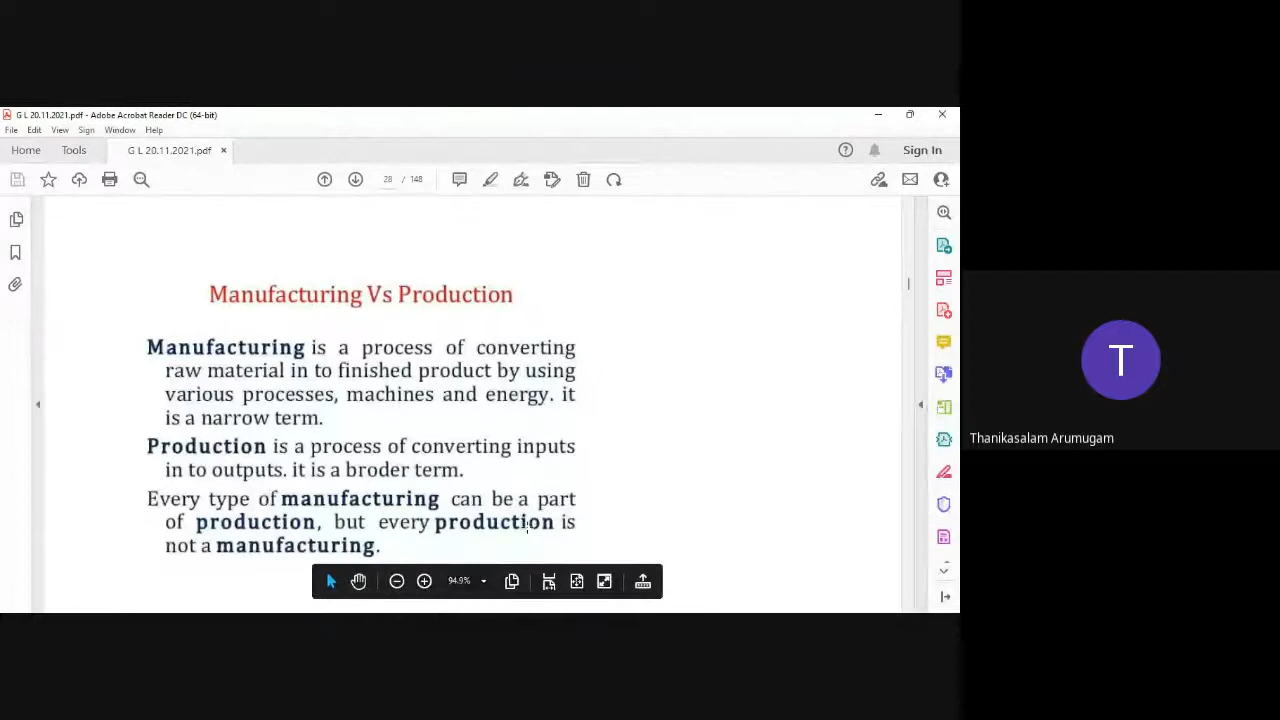 G L 20.11.2021.pdf - Adobe Acrobat Reader DC (64-bit)
File Edit View Sign Window Help
Home Tools G L 20.11.2021.pdf × Sign In
28 / 148
Manufacturing Vs Production
Manufacturing is a process of converting
raw material in to finished product by using
various processes, machines and energy. it
is a narrow term.
Production is a process of converting inputs
in to outputs. it is a broder term.
Every type of manufacturing can be a part
of production, but every production is
not a manufacturing.
94.9%
T
Thanikasalam Arumugam